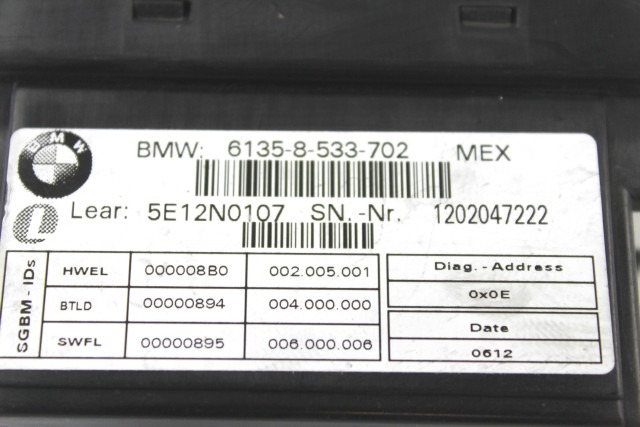 BMW
BMW: 6135-8-533-702 MEX
Lear: 5E12N0107 SN.-Nr. 1202047222
SGBM-IDs
HWEL 000008B0 002.005.001
BTLD 00000894 004.000.000
SWFL 00000895 006.000.006
Diag.-Address
0x0E
Date
0612